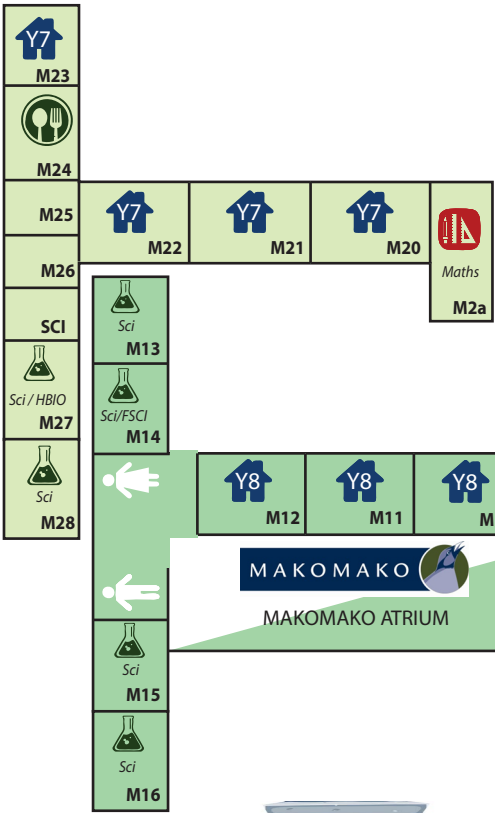 Y7
M23
M24
M25
M26
SCI
Sci / HBIO
M27
Sci
M28
Y7
M22
Y7
M21
Y7
M20
Maths
M2a
Sci
M13
Sci/FSCI
M14
Y8
M12
Y8
M11
Y8
M
MAKOMAKO
MAKOMAKO ATRIUM
Sci
M15
Sci
M16